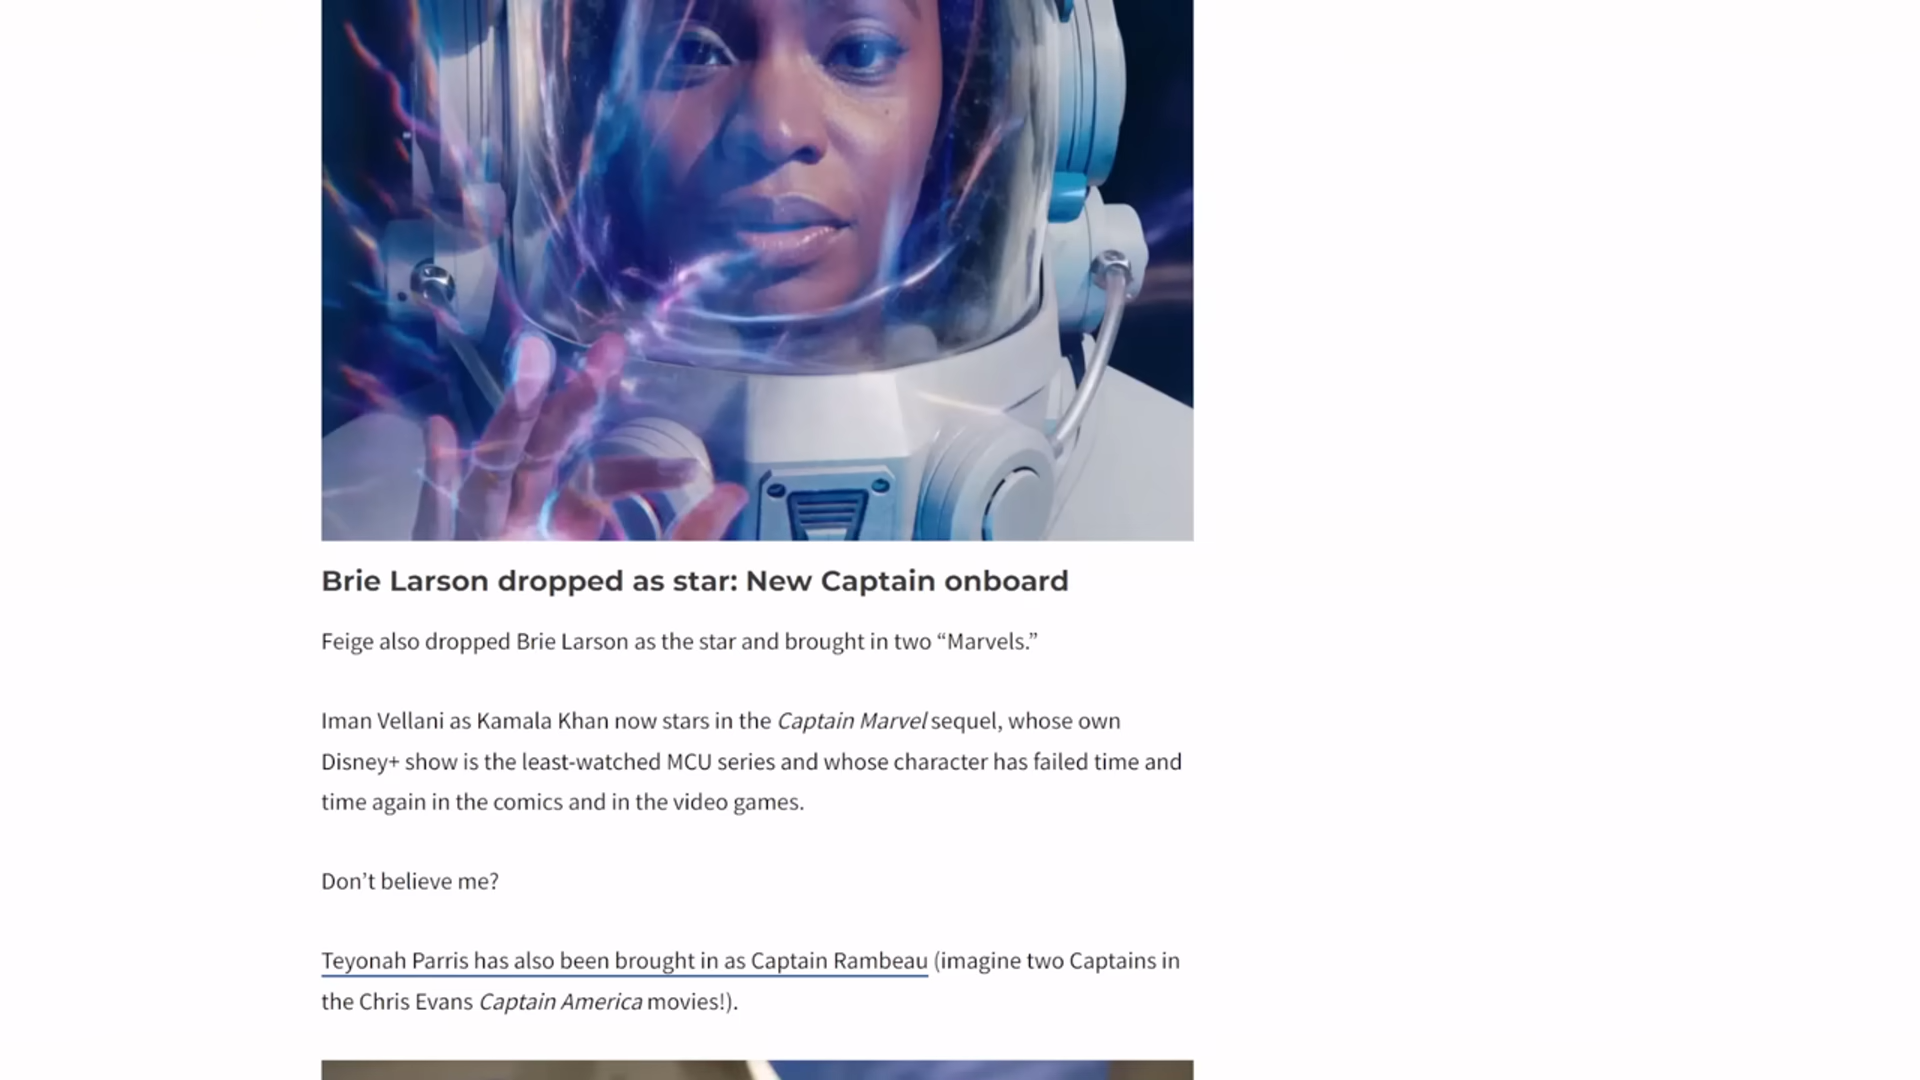 Brie Larson dropped as star: New Captain onboard
Feige also dropped Brie Larson as the star and brought in two “Marvels.”
Iman Vellani as Kamala Khan now stars in the Captain Marvel sequel, whose own
Disney+ show is the least-watched MCU series and whose character has failed time and
time again in the comics and in the video games.
Don’t believe me?
Teyonah Parris has also been brought in as Captain Rambeau (imagine two Captains in
the Chris Evans Captain America movies!).